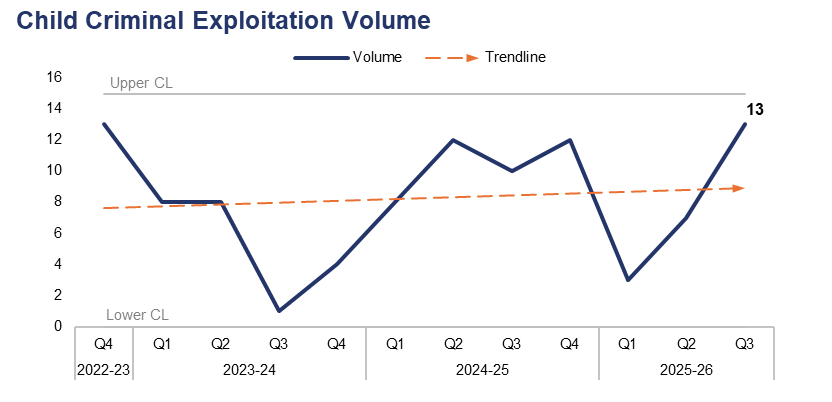 Child Criminal Exploitation Volume
Volume Trendline
16
Upper CL
14
13
12
10
8
6
4
2
Lower CL
0
Q4 Q1 Q2 Q3 Q4 Q1 Q2 Q3 Q4 Q1 Q2 Q3
2022-23 2023-24 2024-25 2025-26